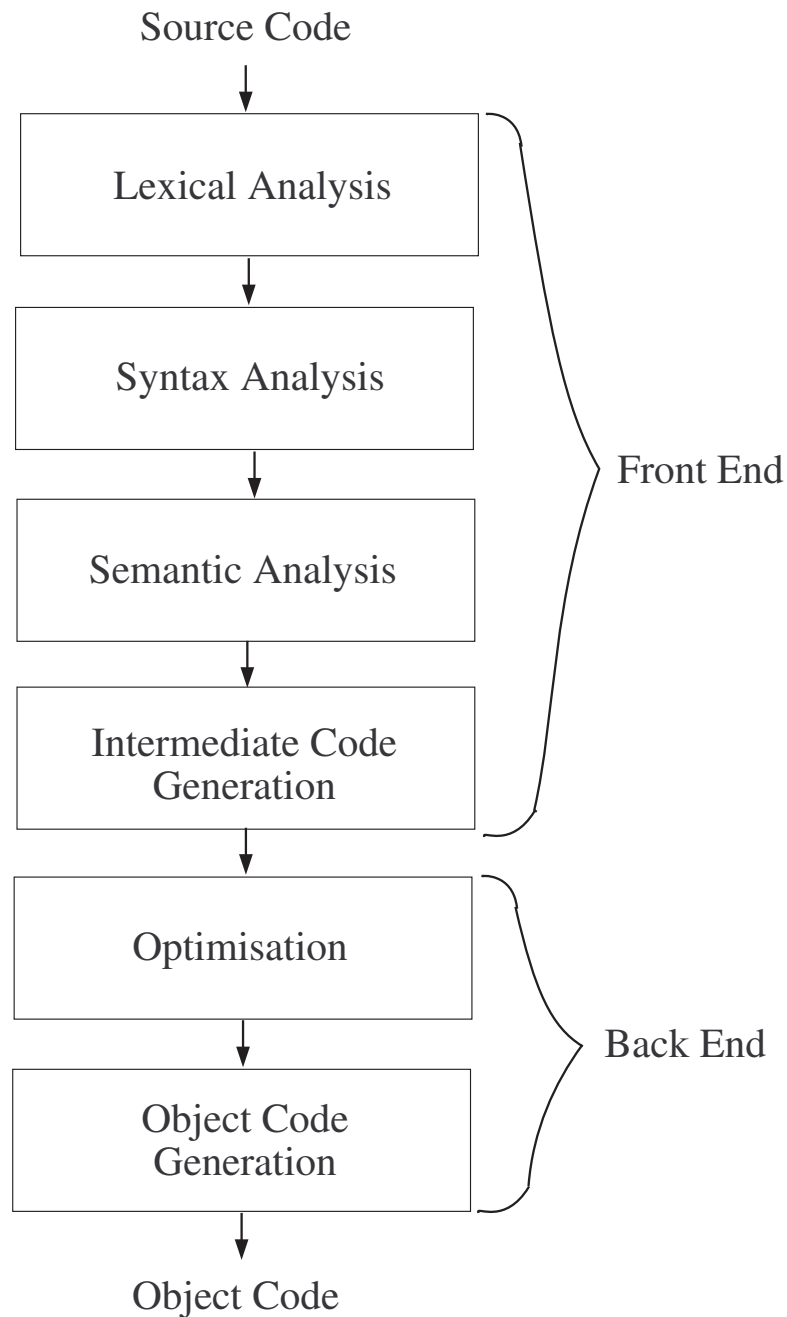 Source Code
Lexical Analysis
Syntax Analysis
Front End
Semantic Analysis
Intermediate Code
Generation
Optimisation
Back End
Object Code
Generation
Object Code